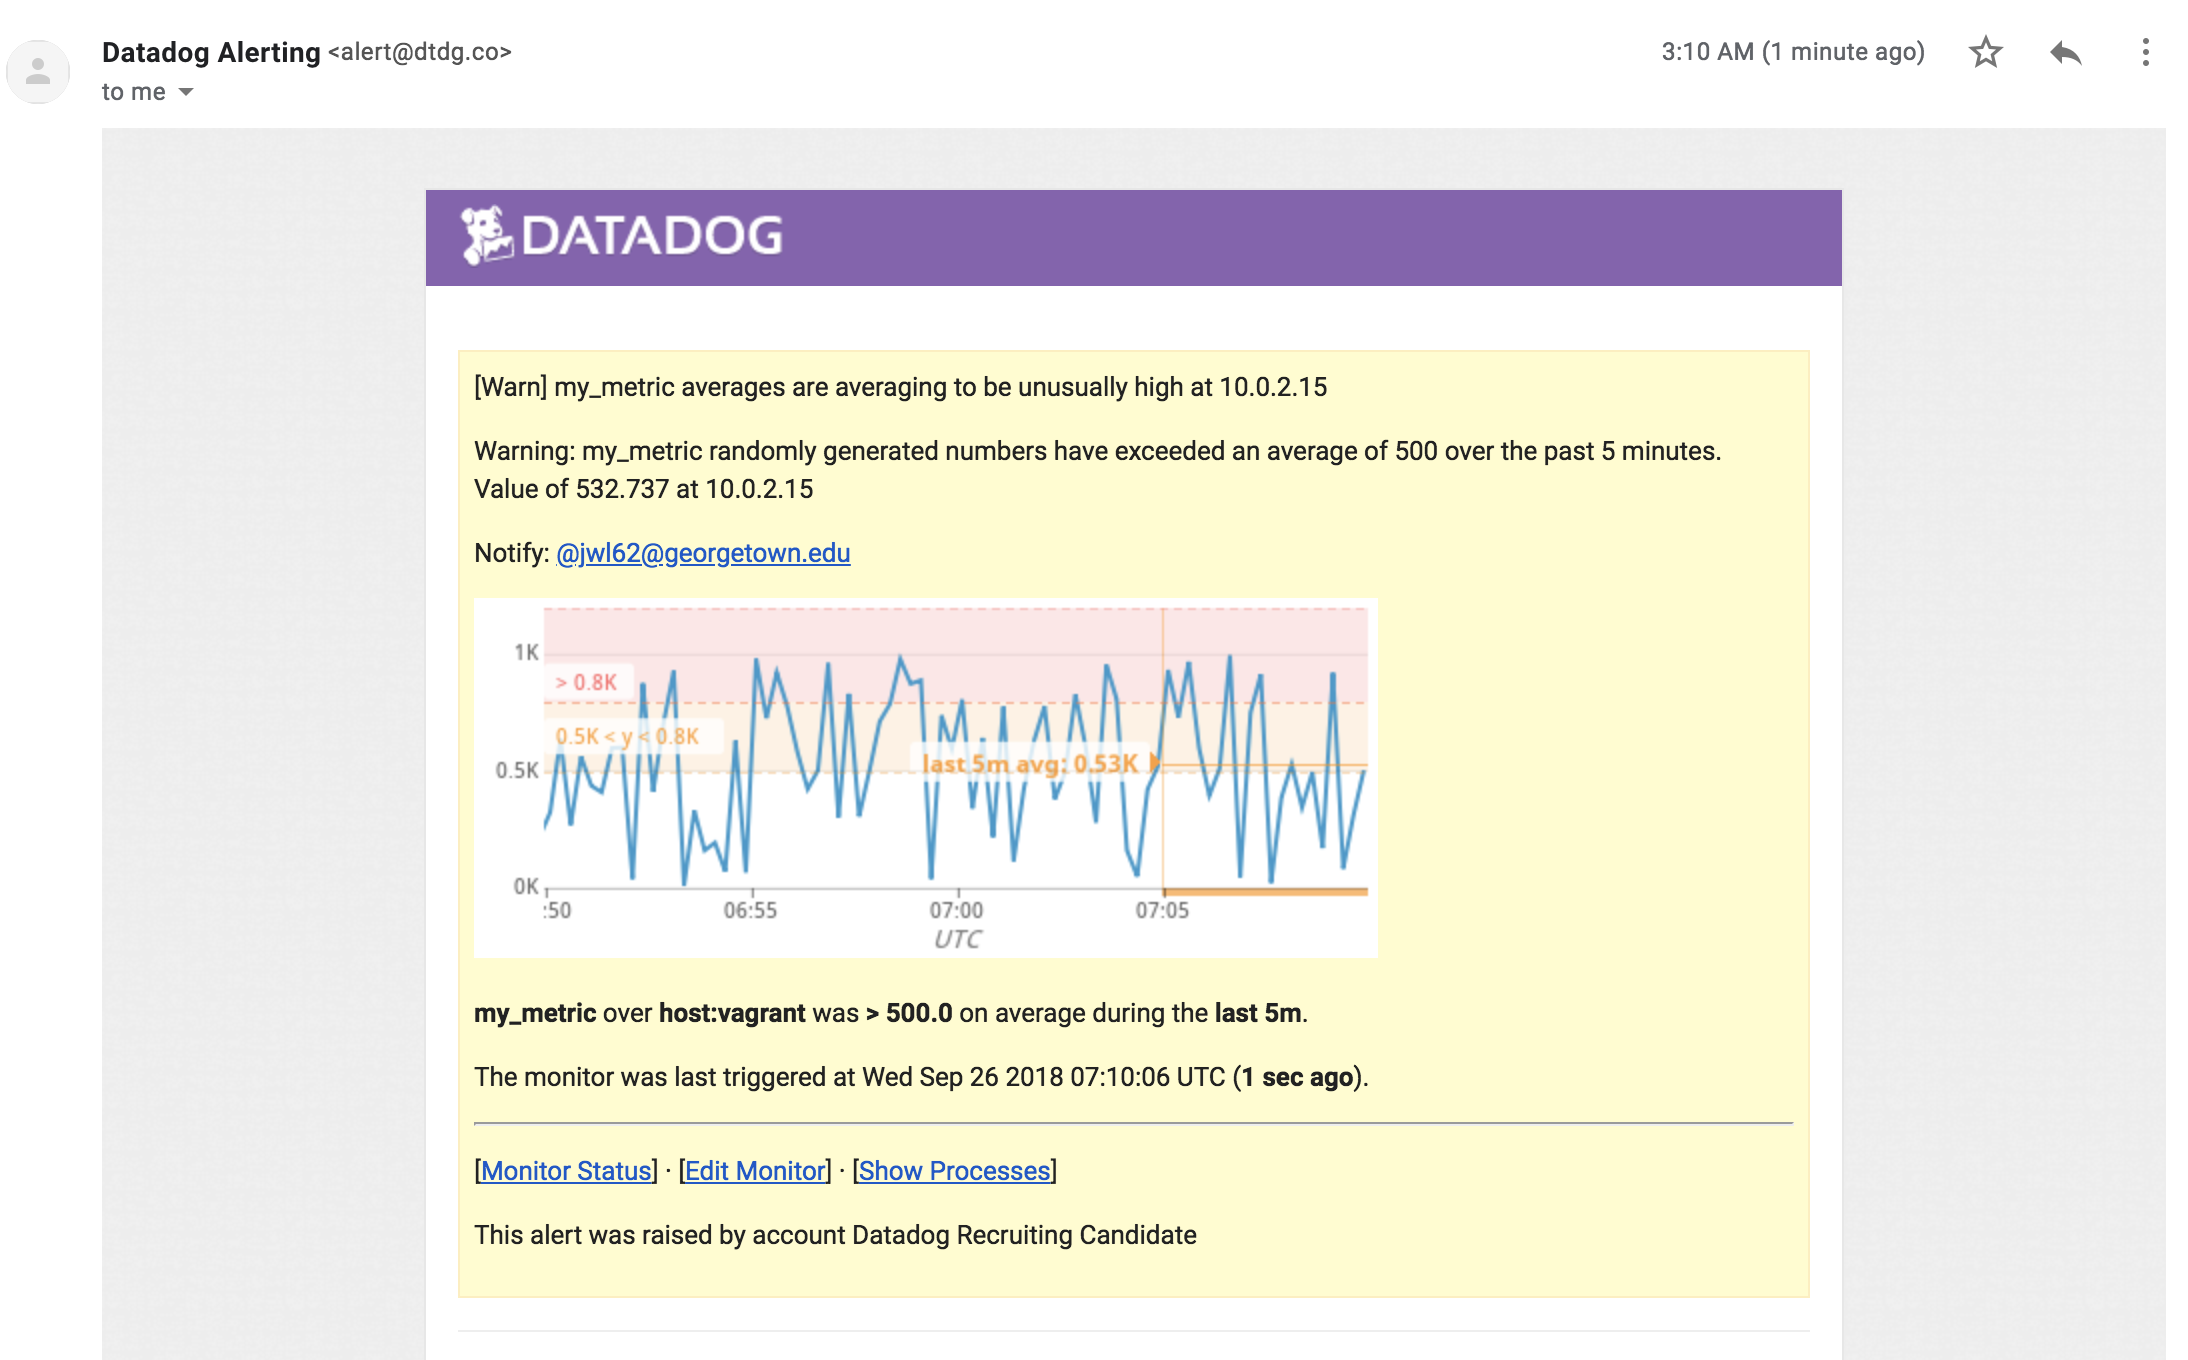 Datadog Alerting <alert@dtdg.co>
3:10 AM (1 minute ago)
to me
DATADOG
[Warn] my_metric averages are averaging to be unusually high at 10.0.2.15
Warning: my_metric randomly generated numbers have exceeded an average of 500 over the past 5 minutes.
Value of 532.737 at 10.0.2.15
Notify: @jwl62@georgetown.edu
1K
> 0.8K
0.5K < y < 0.8K
last 5m avg: 0.53K
0.5K
0K
:50
06:55
07:00
07:05
UTC
my_metric over host:vagrant was > 500.0 on average during the last 5m.
The monitor was last triggered at Wed Sep 26 2018 07:10:06 UTC (1 sec ago).
[Monitor Status] · [Edit Monitor] · [Show Processes]
This alert was raised by account Datadog Recruiting Candidate